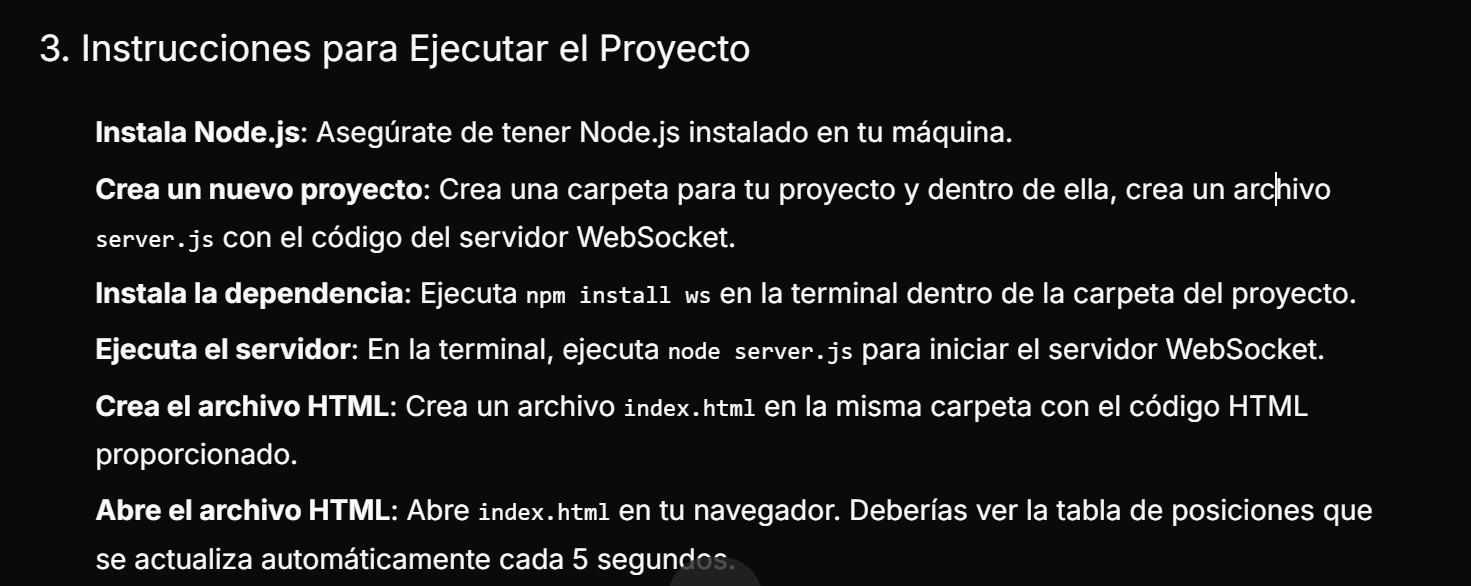 3. Instrucciones para Ejecutar el Proyecto
Instala Node.js: Asegúrate de tener Node.js instalado en tu máquina.
Crea un nuevo proyecto: Crea una carpeta para tu proyecto y dentro de ella, crea un archivo
server.js con el código del servidor WebSocket.
Instala la dependencia: Ejecuta npm install ws en la terminal dentro de la carpeta del proyecto.
Ejecuta el servidor: En la terminal, ejecuta node server.js para iniciar el servidor WebSocket.
Crea el archivo HTML: Crea un archivo index.html en la misma carpeta con el código HTML
proporcionado.
Abre el archivo HTML: Abre index.html en tu navegador. Deberías ver la tabla de posiciones que
se actualiza automáticamente cada 5 segundos.